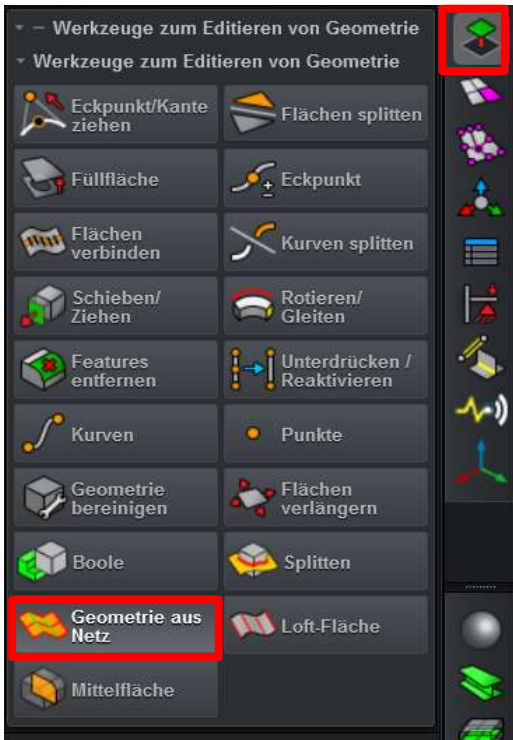 Werkzeuge zum Editieren von Geometrie
Werkzeuge zum Editieren von Geometrie
Eckpunkt/Kante
ziehen
Flächen splitten
Füllfläche
Eckpunkt
Flächen
verbinden
Kurven splitten
Schieben/
Ziehen
Rotieren/
Gleiten
Features
entfernen
Unterdrücken /
Reaktivieren
Kurven
Punkte
Geometrie
bereinigen
Flächen
verlängern
Boole
Splitten
Geometrie aus
Netz
Loft-Fläche
Mittelfläche